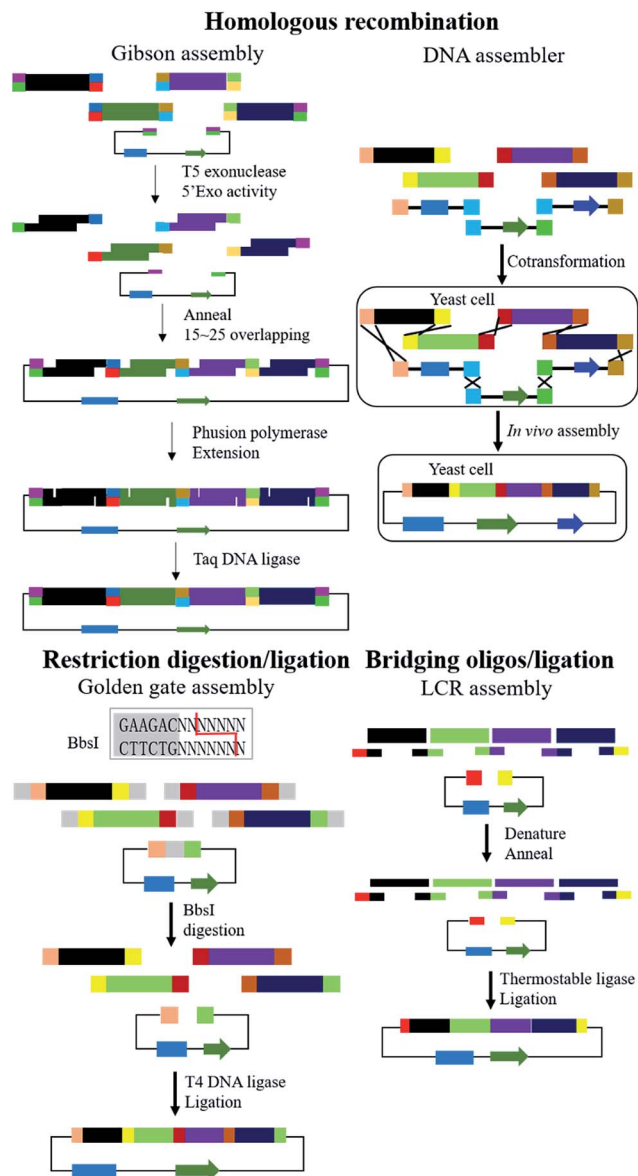 Homologous recombination
Gibson assembly
T5 exonuclease
5'Exo activity
Anneal
15~25 overlapping
Phusion polymerase
Extension
Taq DNA ligase
DNA assembler
Cotransformation
Yeast cell
In vivo assembly
Yeast cell
Restriction digestion/ligation
Golden gate assembly
BbsI
GAAGACNNNNNNN
CTTCTGNNNNNNN
BbsI
digestion
T4 DNA ligase
Ligation
Bridging oligos/ligation
LCR assembly
Denature
Anneal
Thermostable ligase
Ligation